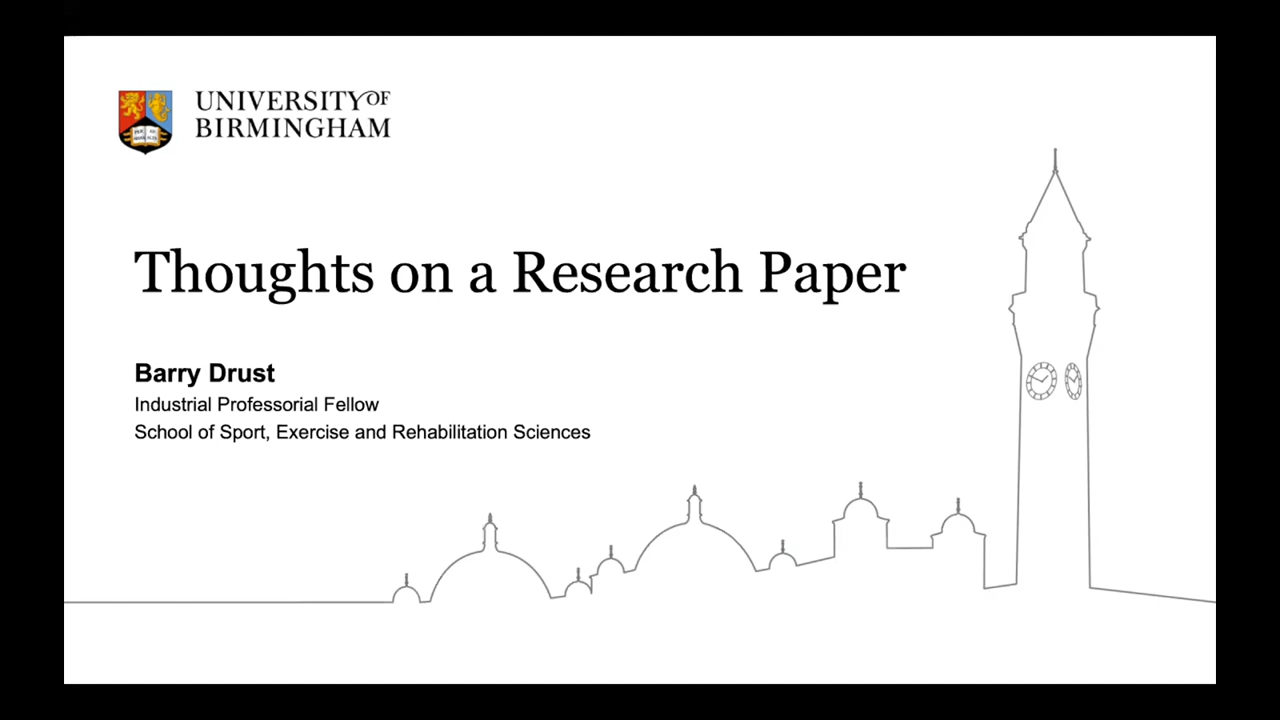 UNIVERSITY OF
BIRMINGHAM
Thoughts on a Research Paper
Barry Drust
Industrial Professorial Fellow
School of Sport, Exercise and Rehabilitation Sciences